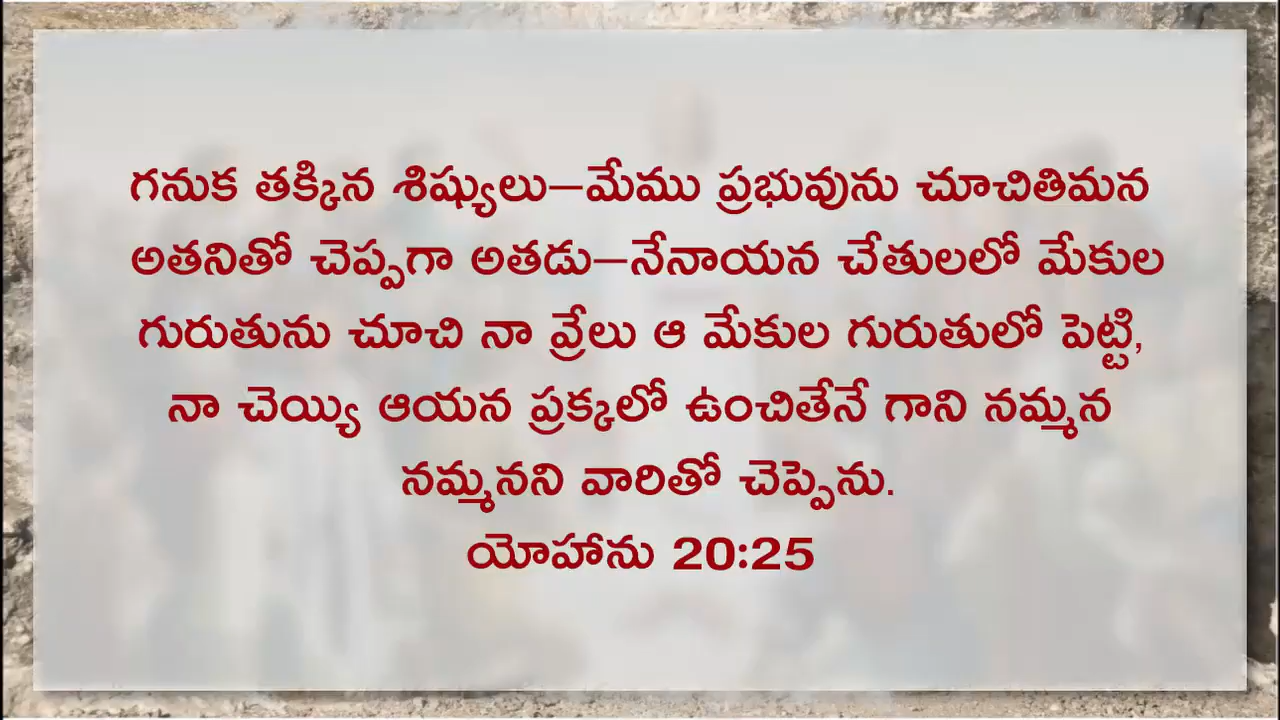 గనుక తక్కిన శిష్యులు—మేము ప్రభువును చూచితిమన
అతనితో చెప్పగా అతడు—నేనాయన చేతులలో మేకుల
గురుతును చూచి నా వ్రేలు ఆ మేకుల గురుతులో పెట్టి,
నా చెయ్యి ఆయన ప్రక్కలో ఉంచితేనే గాని నమ్మన
నమ్మనని వారితో చెప్పెను.
యోహాను 20:25